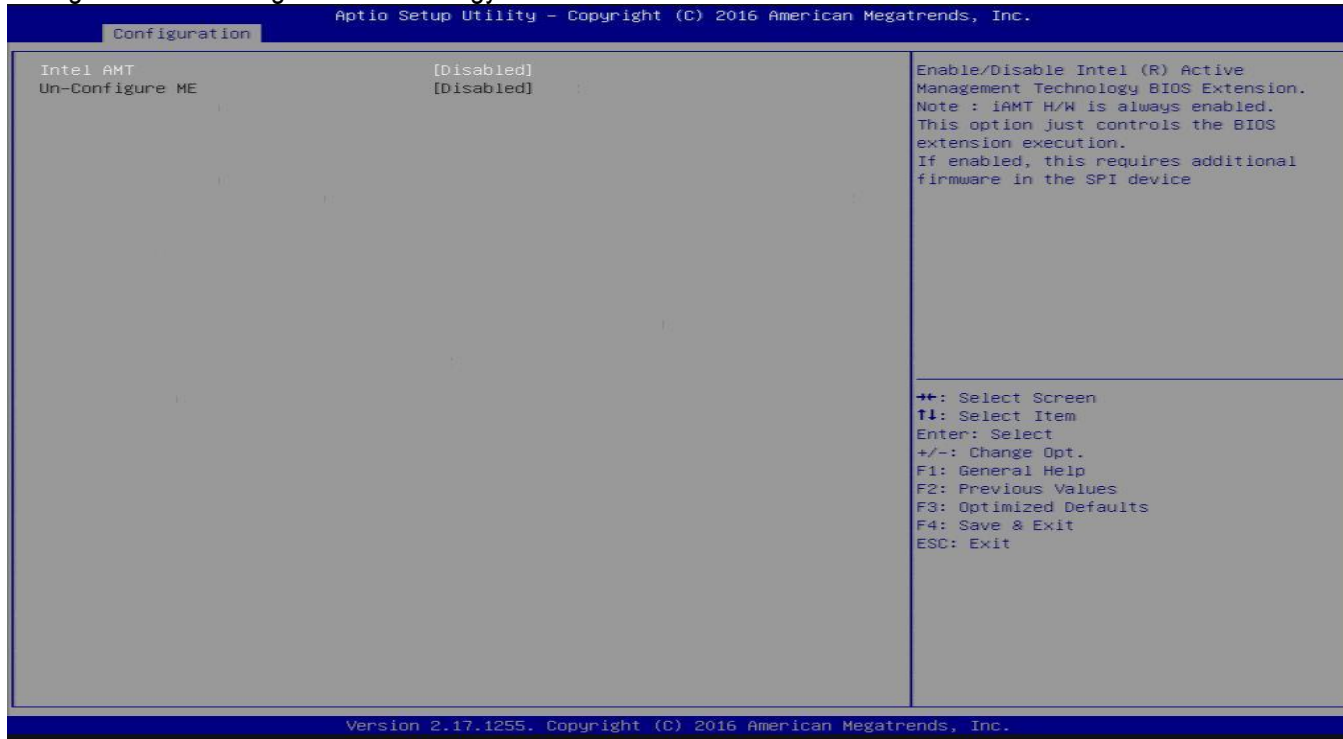 Aptio Setup Utility – Copyright (C) 2016 American Megatrends, Inc.
Configuration
Intel AMT [Disabled]
Un-Configure ME [Disabled]
Enable/Disable Intel (R) Active
Management Technology BIOS Extension.
Note : iAMT H/W is always enabled.
This option just controls the BIOS
extension execution.
If enabled, this requires additional
firmware in the SPI device
→←: Select Screen
↑↓: Select Item
Enter: Select
+/-: Change Opt.
F1: General Help
F2: Previous Values
F3: Optimized Defaults
F4: Save & Exit
ESC: Exit
Version 2.17.1255. Copyright (C) 2016 American Megatrends, Inc.